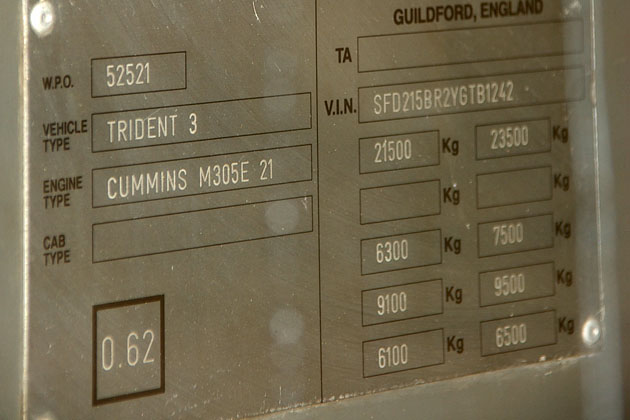 GUILDFORD, ENGLAND
W.P.O. 52521
VEHICLE TYPE TRIDENT 3
ENGINE TYPE CUMMINS M305E 21
CAB TYPE
0.62
TA
V.I.N. SFD215BR2YGTB1242
21500 Kg 23500 Kg
Kg Kg
6300 Kg 7500 Kg
9100 Kg 9500 Kg
6100 Kg 6500 Kg